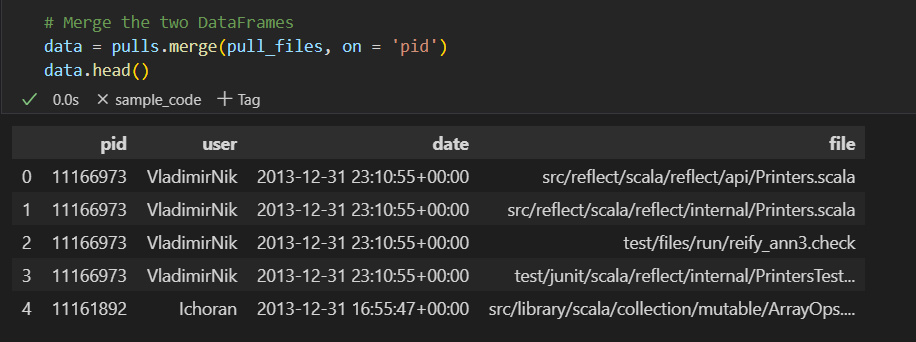 # Merge the two DataFrames
data = pulls.merge(pull_files, on = 'pid')
data.head()
✓ 0.0s × sample_code + Tag
pid user date file
0 11166973 VladimirNik 2013-12-31 23:10:55+00:00 src/reflect/scala/reflect/api/Printers.scala
1 11166973 VladimirNik 2013-12-31 23:10:55+00:00 src/reflect/scala/reflect/internal/Printers.scala
2 11166973 VladimirNik 2013-12-31 23:10:55+00:00 test/files/run/reify_ann3.check
3 11166973 VladimirNik 2013-12-31 23:10:55+00:00 test/junit/scala/reflect/internal/PrintersTest...
4 11161892 Ichoran 2013-12-31 16:55:47+00:00 src/library/scala/collection/mutable/ArrayOps....